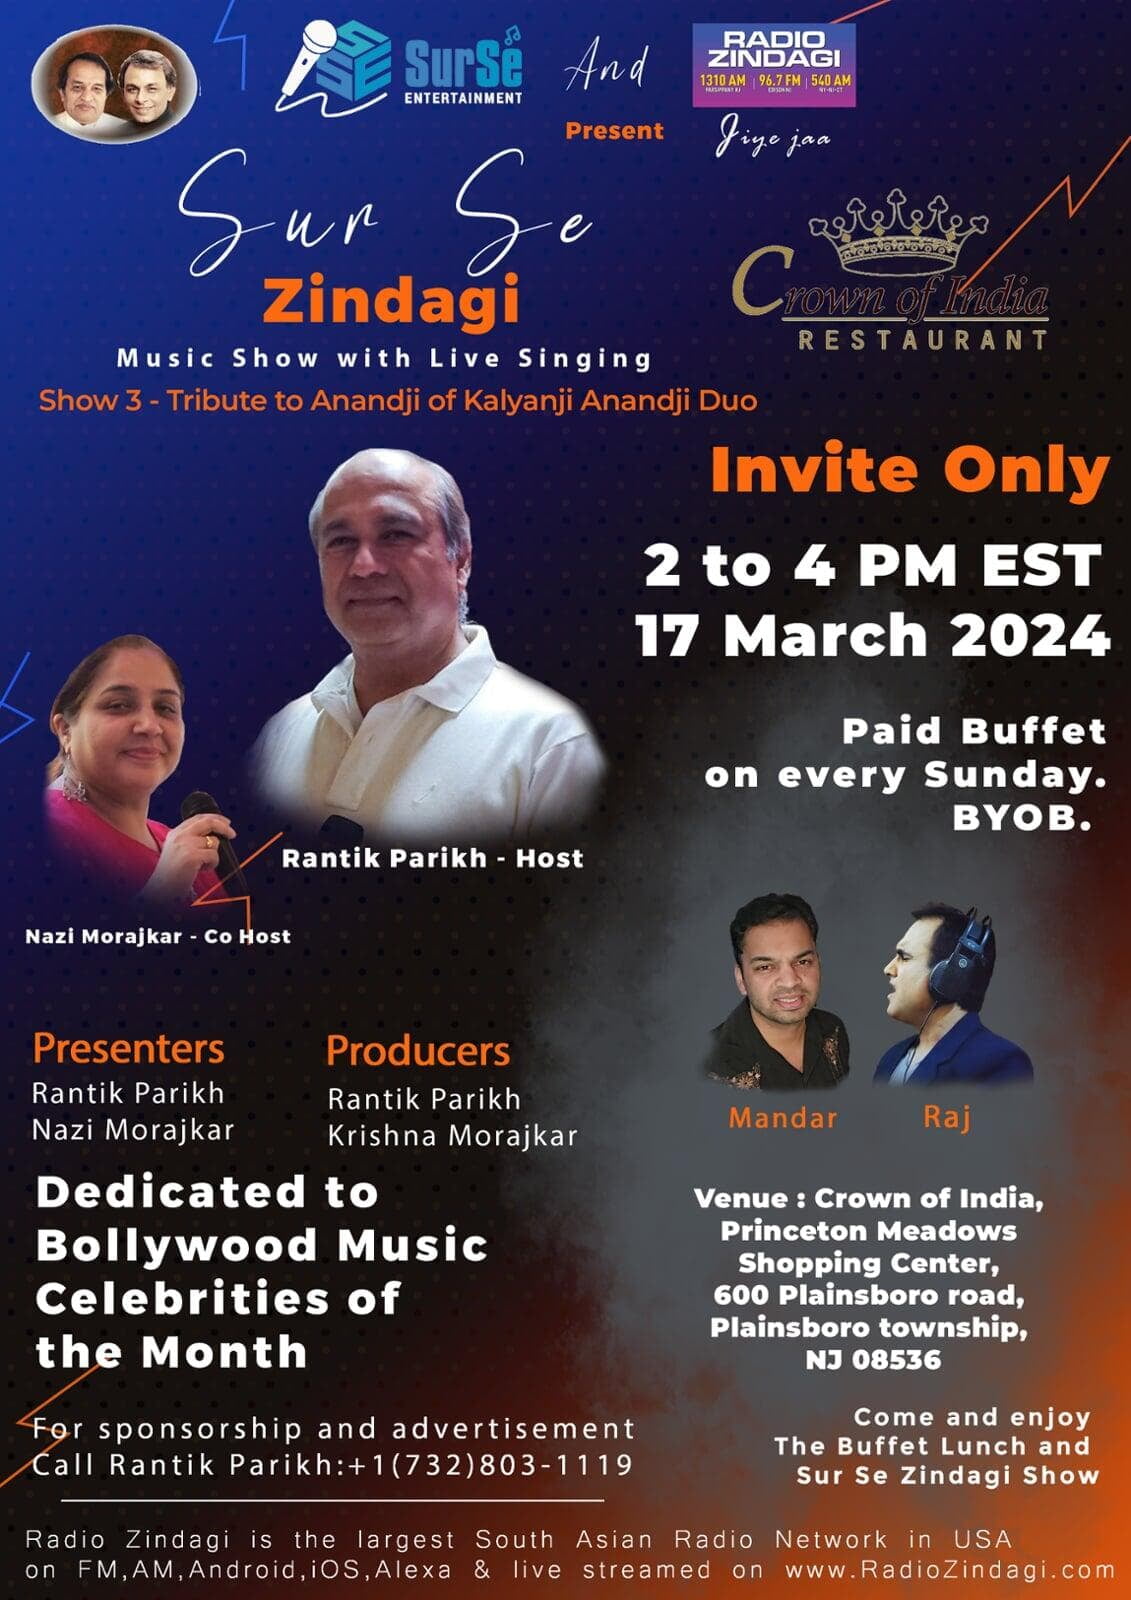 SurSe
ENTERTAINMENT
And
Present
RADIO
ZINDAGI
1310 AM | 96.7 FM | 540 AM
PARSIPPANY NJ EDISON NJ NY-NJ-CT
Jiye jaa
Sur Se
Zindagi
Music Show with Live Singing
Show 3 - Tribute to Anandji of Kalyanji Anandji Duo
Crown of India
RESTAURANT
Invite Only
2 to 4 PM EST
17 March 2024
Paid Buffet
on every Sunday.
BYOB.
Rantik Parikh - Host
Nazi Morajkar - Co Host
Mandar
Raj
Presenters
Rantik Parikh
Nazi Morajkar
Producers
Rantik Parikh
Krishna Morajkar
Dedicated to
Bollywood Music
Celebrities of
the Month
Venue : Crown of India,
Princeton Meadows
Shopping Center,
600 Plainsboro road,
Plainsboro township,
NJ 08536
For sponsorship and advertisement
Call Rantik Parikh:+1(732)803-1119
Come and enjoy
The Buffet Lunch and
Sur Se Zindagi Show
Radio Zindagi is the largest South Asian Radio Network in USA
on FM,AM,Android,iOS,Alexa & live streamed on www.RadioZindagi.com